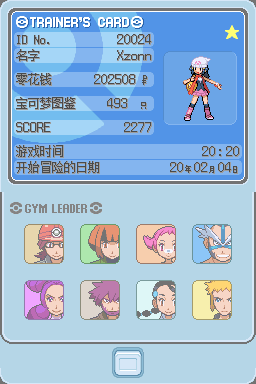 TRAINER'S CARD
ID No. 20024
名字 Xzonn
零花钱 202508
宝可梦图鉴 493 只
SCORE 2277
游戏时间 20:20
开始冒险的日期 20年02月04日
GYM LEADER